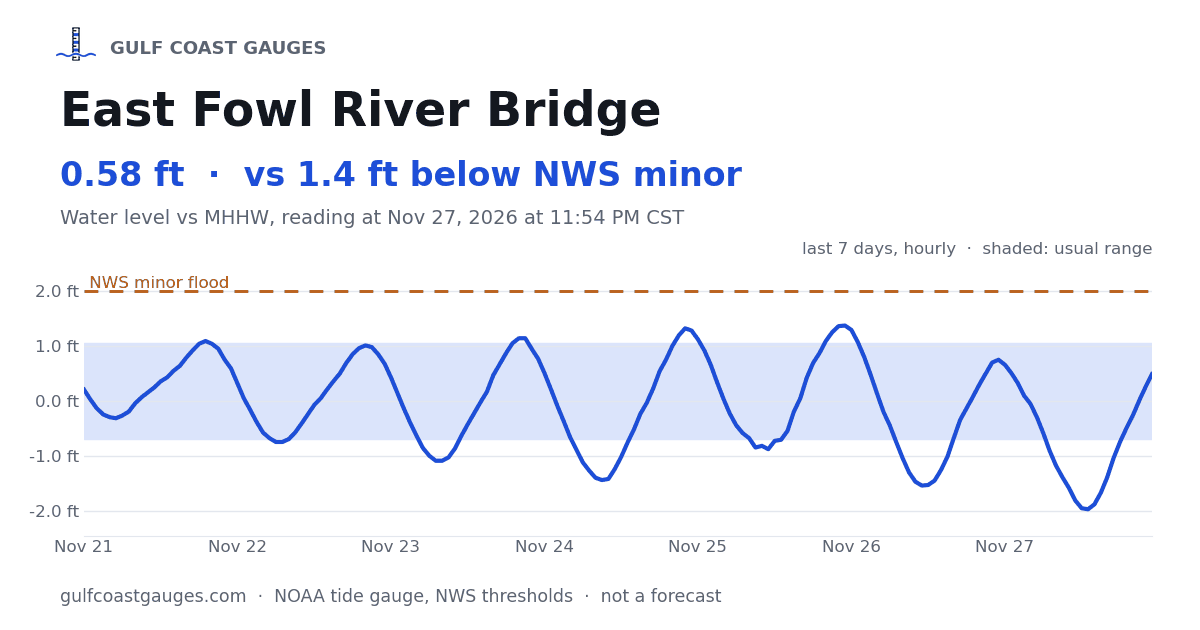 GULF COAST GAUGES
East Fowl River Bridge
0.58 ft · vs 1.4 ft below NWS minor
Water level vs MHHW, reading at Nov 27, 2026 at 11:54 PM CST
last 7 days, hourly · shaded: usual range
NWS minor flood
2.0 ft
1.0 ft
0.0 ft
-1.0 ft
-2.0 ft
Nov 21 Nov 22 Nov 23 Nov 24 Nov 25 Nov 26 Nov 27
gulfcoastgauges.com · NOAA tide gauge, NWS thresholds · not a forecast